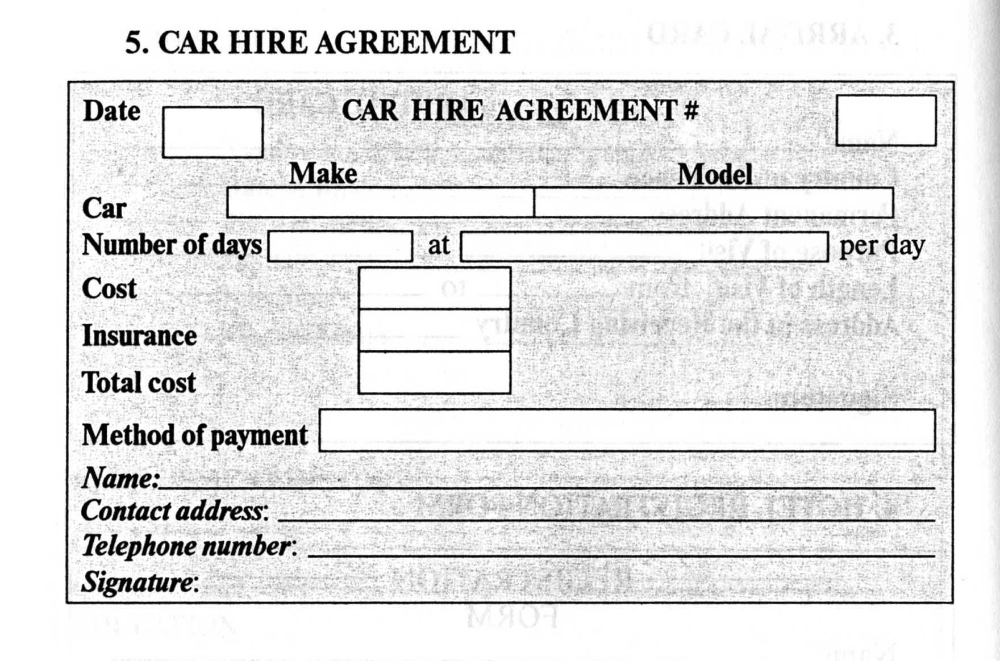 5. CAR HIRE AGREEMENT
Date CAR HIRE AGREEMENT #
Make Model
Car
Number of days at per day
Cost
Insurance
Total cost
Method of payment
Name:
Contact address:
Telephone number:
Signature: